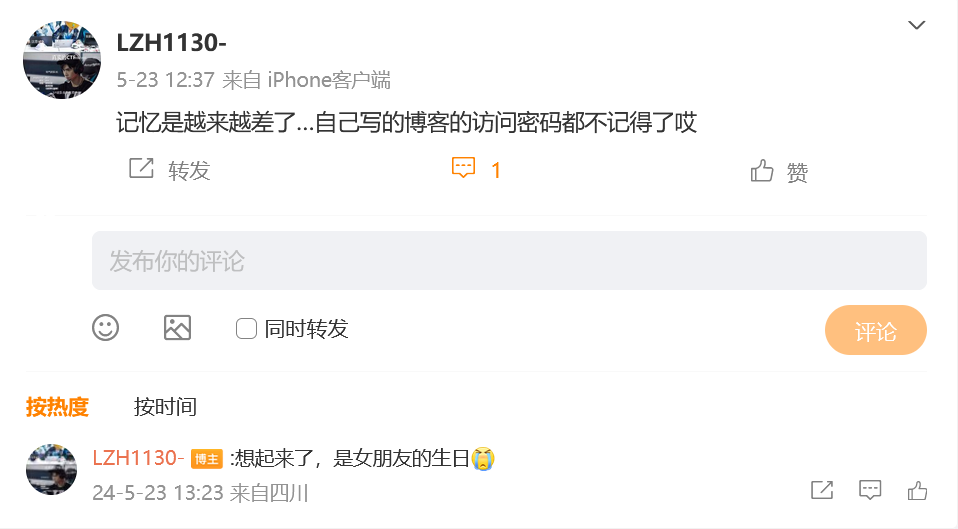 LZH1130-
5-23 12:37 来自 iPhone客户端
记忆是越来越差了...自己写的博客的访问密码都不记得了哎
转发 1 赞
发布你的评论
同时转发 评论
按热度 按时间
LZH1130- 博主 :想起来了，是女朋友的生日😭
24-5-23 13:23 来自四川